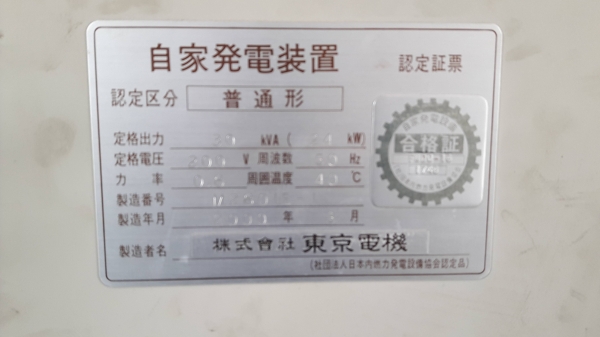 自家発電装置 認定証票
認定区分 普通形
定格出力 kVA ( kW)
定格電圧 200 V 周波数 Hz
力率 周囲温度 40 ℃
製造番号
製造年月 年 月
製造者名 株式會社 東京電機
(社団法人日本内燃力発電設備協会認定品)
合格証